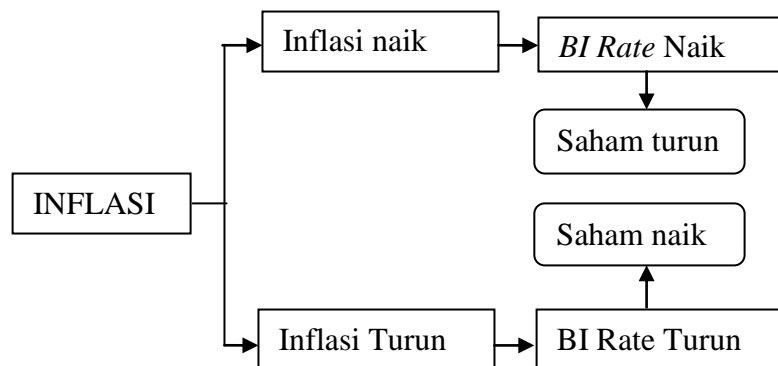 Inflasi naik
BI Rate Naik
Saham turun
INFLASI
Saham naik
Inflasi Turun
BI Rate Turun